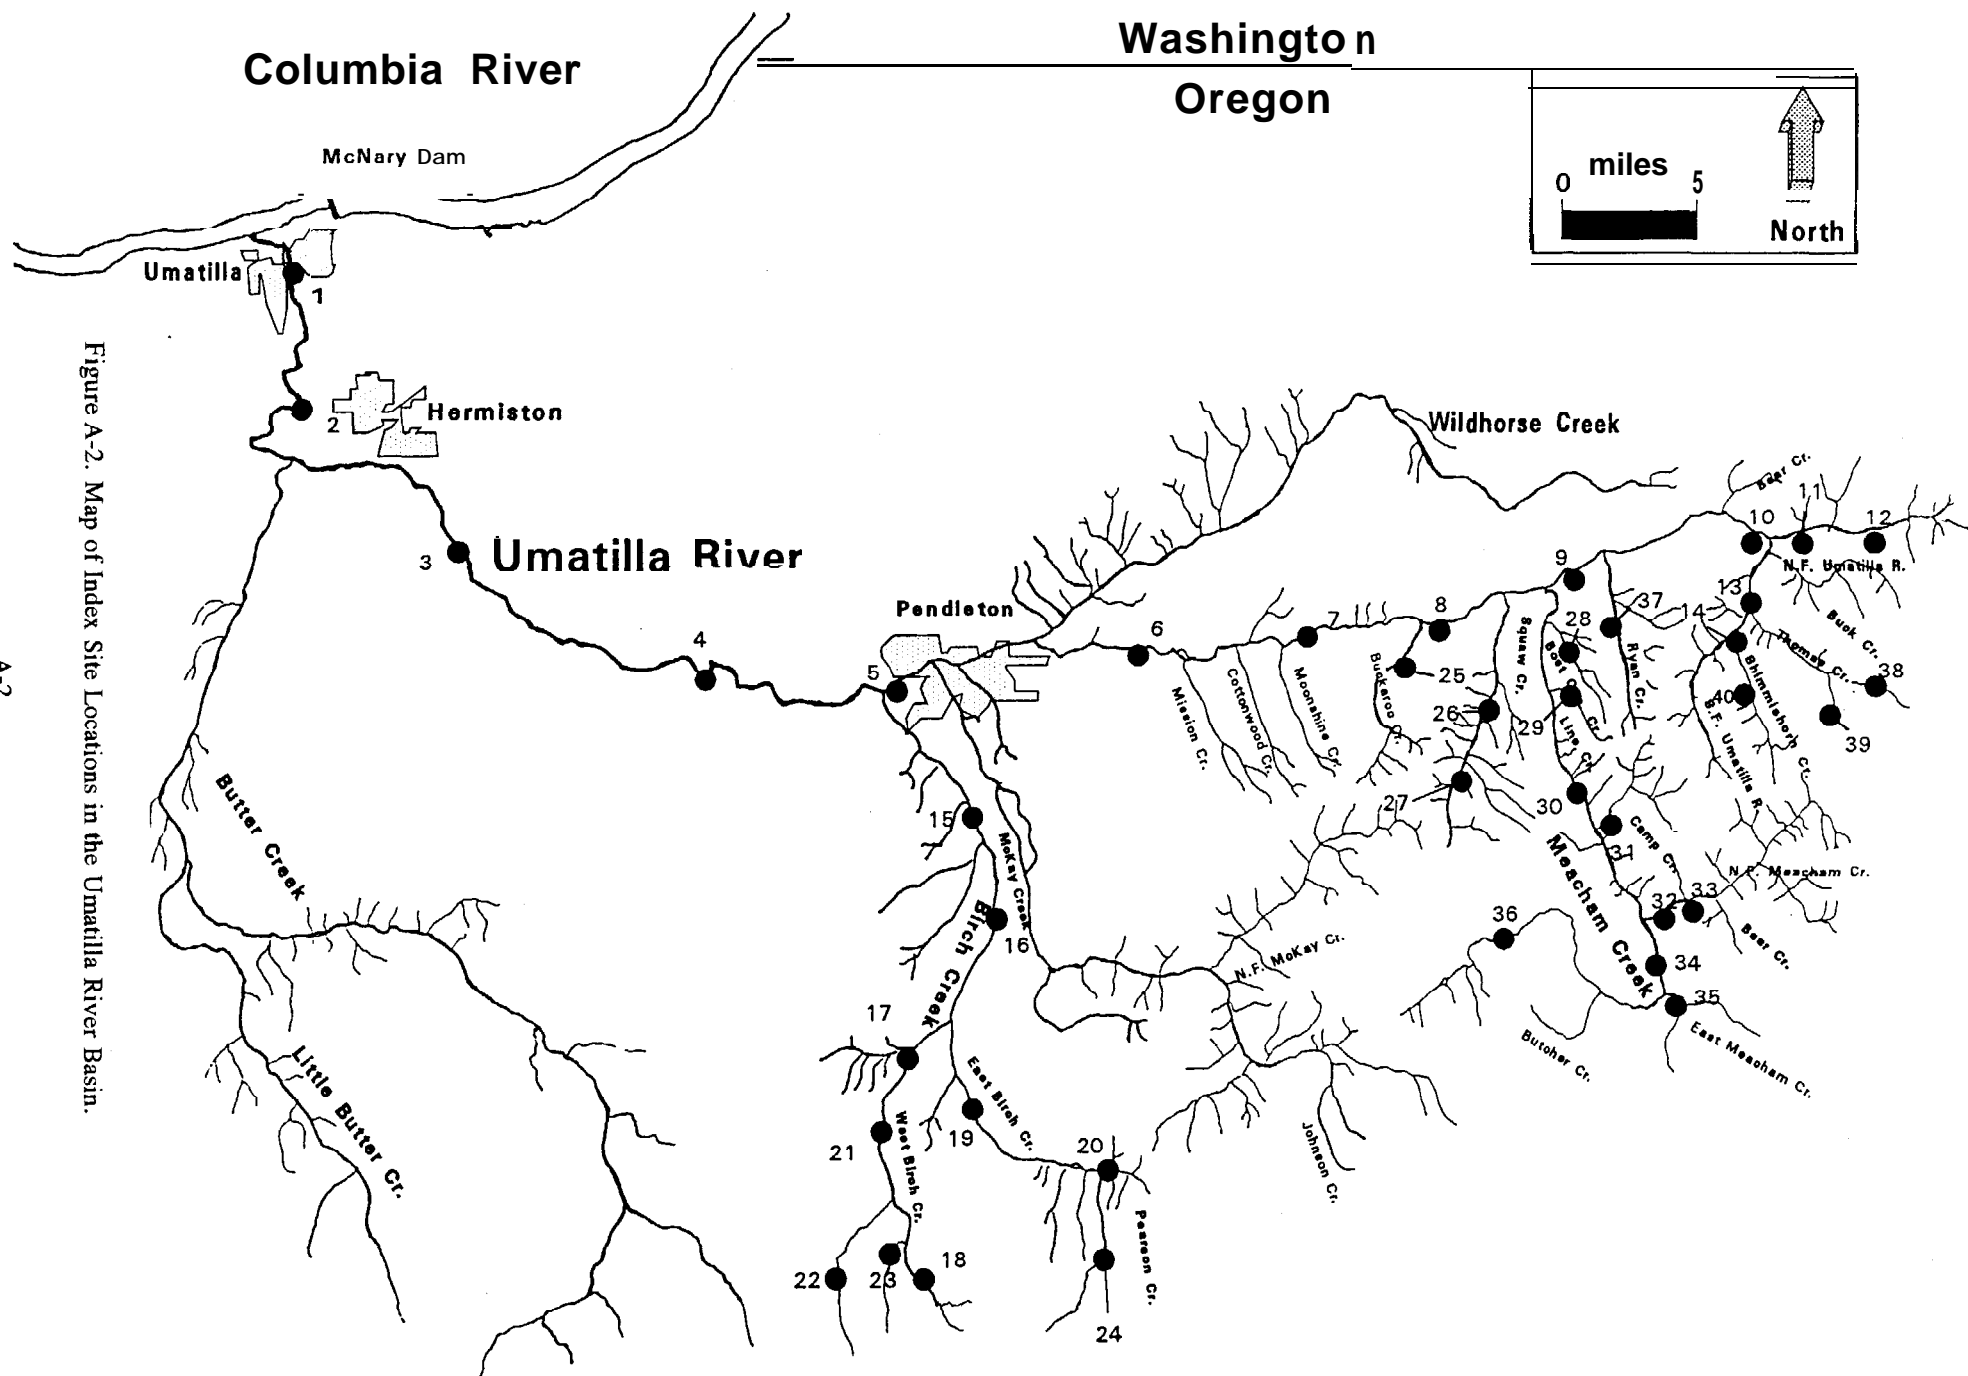 Washington
Columbia River
Oregon
McNary Dam
miles
0 5
North
Umatilla
1
Hermiston
2
Wildhorse Creek
Figure A-2. Map of Index Site Locations in the Umatilla River Basin.
A-2
Umatilla River
3
4
Pendleton
5
6
7
8
9
Bear Cr.
10
11
12
N.F. Umatilla R.
13
14
Buck Cr.
Thomas Cr.
38
39
Shimmiehorn Cr.
40
S.F. Umatilla R.
37
Ryan Cr.
28
Bost
29
Line Cr.
Cr.
Squaw Cr.
25
26
27
Buckaroo Cr.
Moonshine Cr.
Cottonwood Cr.
Mission Cr.
30
31
Camp Cr.
Meacham Creek
N.F. Meacham Cr.
32
33
Bear Cr.
34
35
East Meacham Cr.
36
Butcher Cr.
N.F. McKay Cr.
Johnson Cr.
McKay Creek
15
Birch Creek
16
17
East Birch Cr.
19
20
West Birch Cr.
21
22
23
18
Pearson Cr.
24
Butter Creek
Little Butter Cr.